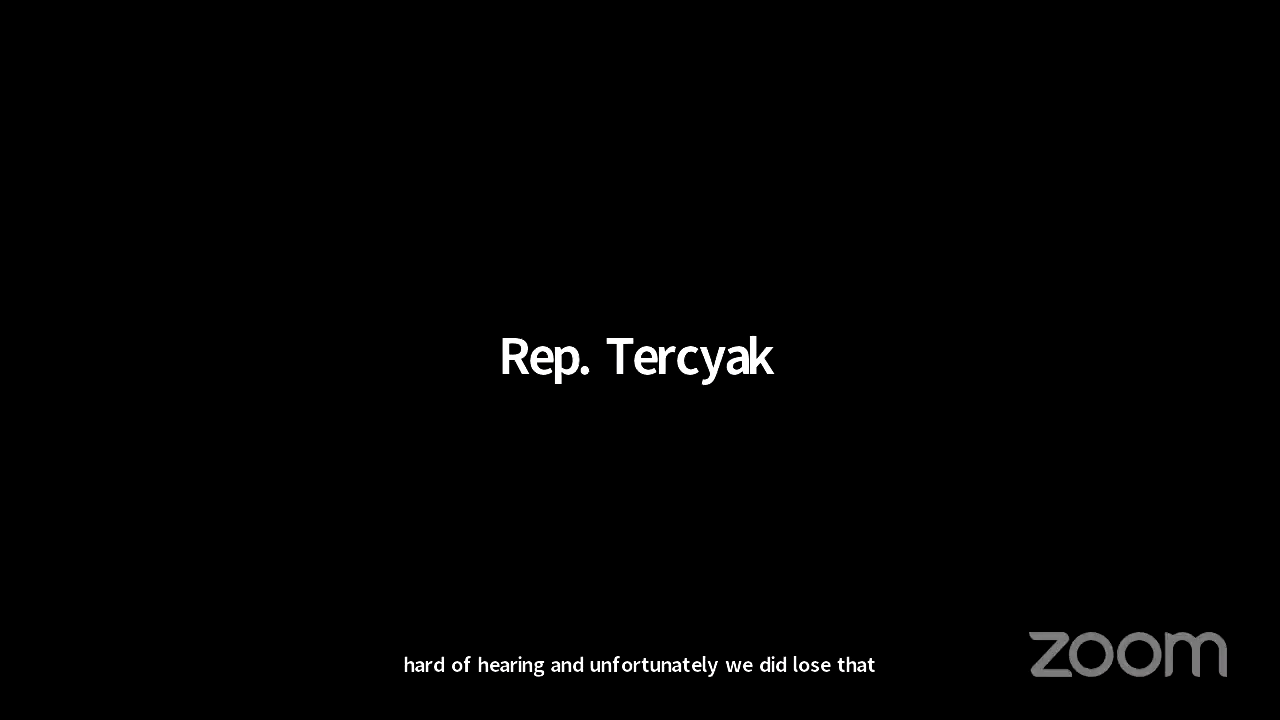 Rep. Tercyak
hard of hearing and unfortunately we did lose that
zoom